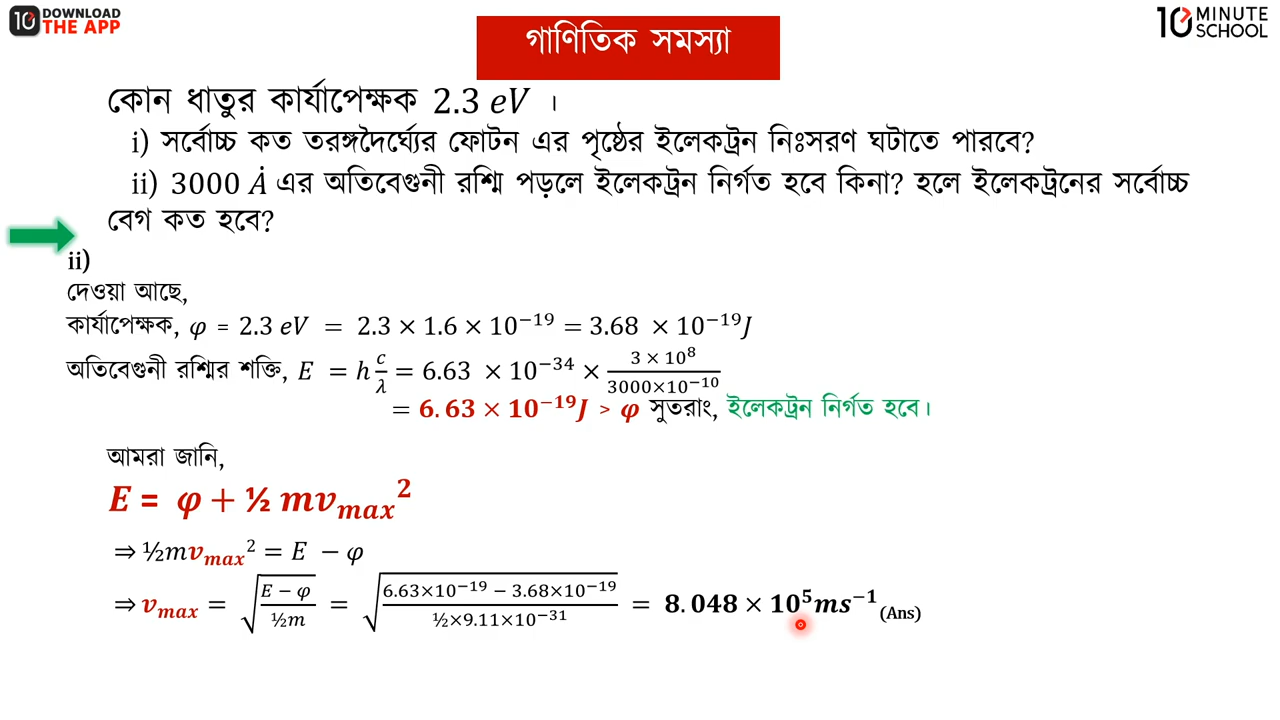 10 DOWNLOAD THE APP
10 MINUTE SCHOOL
গাণিতিক সমস্যা
কোন ধাতুর কার্যাপেক্ষক 2.3 eV ।
i) সর্বোচ্চ কত তরঙ্গদৈর্ঘ্যের ফোটন এর পৃষ্ঠের ইলেকট্রন নিঃসরণ ঘটাতে পারবে?
ii) 3000 Ȧ এর অতিবেগুনী রশ্মি পড়লে ইলেকট্রন নির্গত হবে কিনা? হলে ইলেকট্রনের সর্বোচ্চ
বেগ কত হবে?
ii)
দেওয়া আছে,
কার্যাপেক্ষক, φ = 2.3 eV = 2.3 × 1.6 × 10⁻¹⁹ = 3.68 × 10⁻¹⁹J
অতিবেগুনী রশ্মির শক্তি, E = h c/λ = 6.63 × 10⁻³⁴ × (3 × 10⁸)/(3000×10⁻¹⁰)
= 6.63 × 10⁻¹⁹J > φ সুতরাং, ইলেকট্রন নির্গত হবে।
আমরা জানি,
E = φ + ½ mv_max²
⇒ ½mv_max² = E − φ
⇒ v_max = √((E − φ)/(½m)) = √((6.63×10⁻¹⁹ − 3.68×10⁻¹⁹)/(½×9.11×10⁻³¹)) = 8.048 × 10⁵ms⁻¹ (Ans)